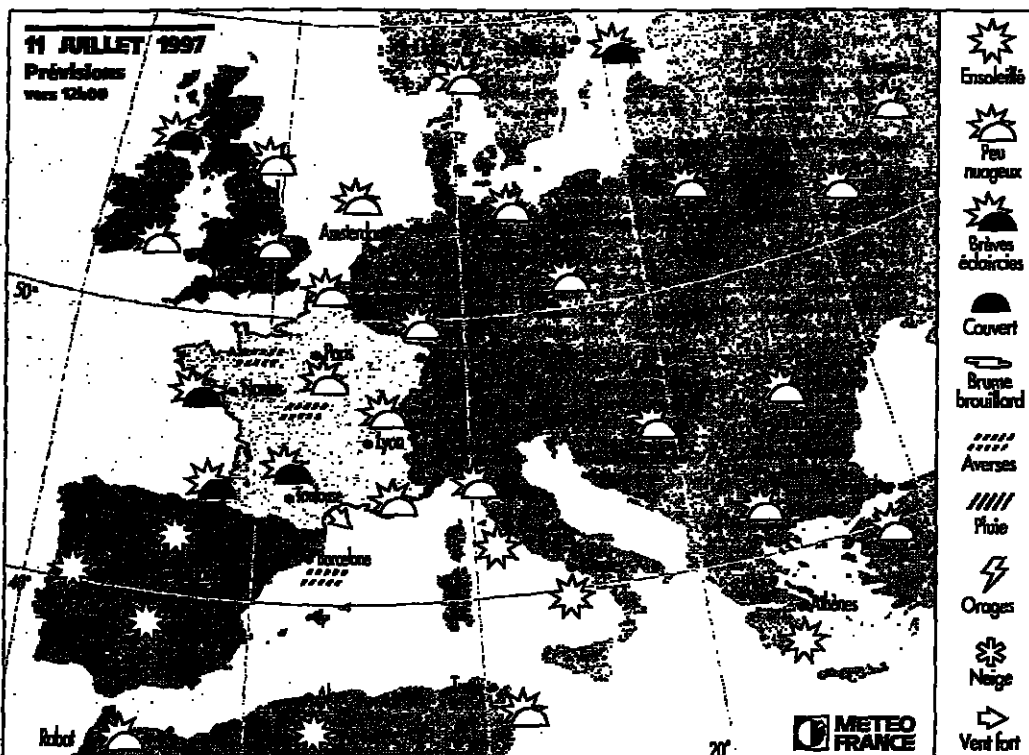 11 JUILLET 1997
Prévisions
vers 12h00
Amsterdam
50°
Paris
Nantes
Lyon
Toulouse
Barcelone
40°
Athènes
Rabat
20°
METEO
FRANCE
Ensoleillé
Peu
nuageux
Brèves
éclaircies
Couvert
Brume
brouillard
Averses
Pluie
Orages
Neige
Vent fort